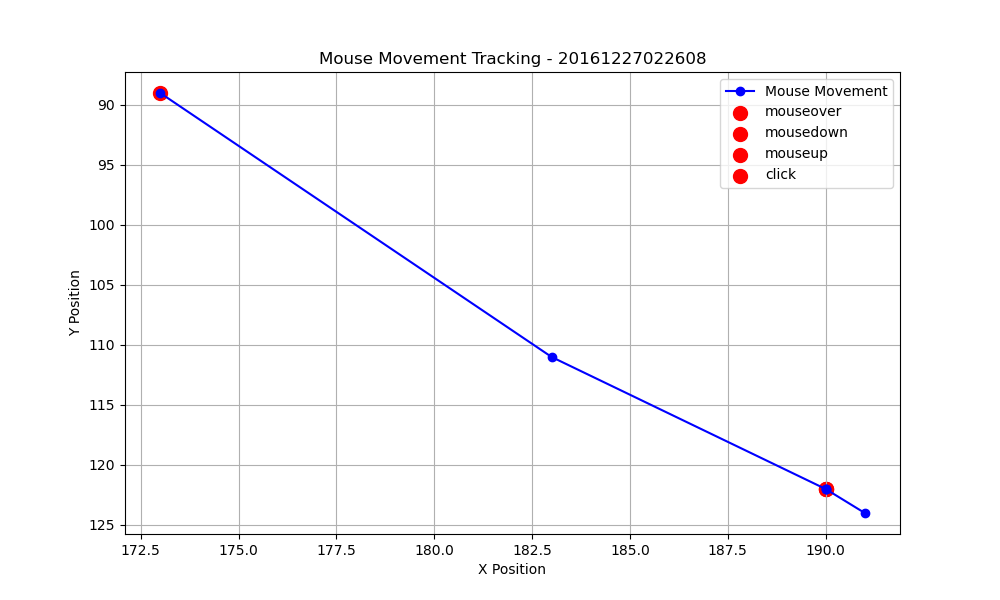 Mouse Movement Tracking - 20161227022608
Mouse Movement
mouseover
mousedown
mouseup
click
90
95
100
105
110
115
120
125
Y Position
172.5 175.0 177.5 180.0 182.5 185.0 187.5 190.0
X Position